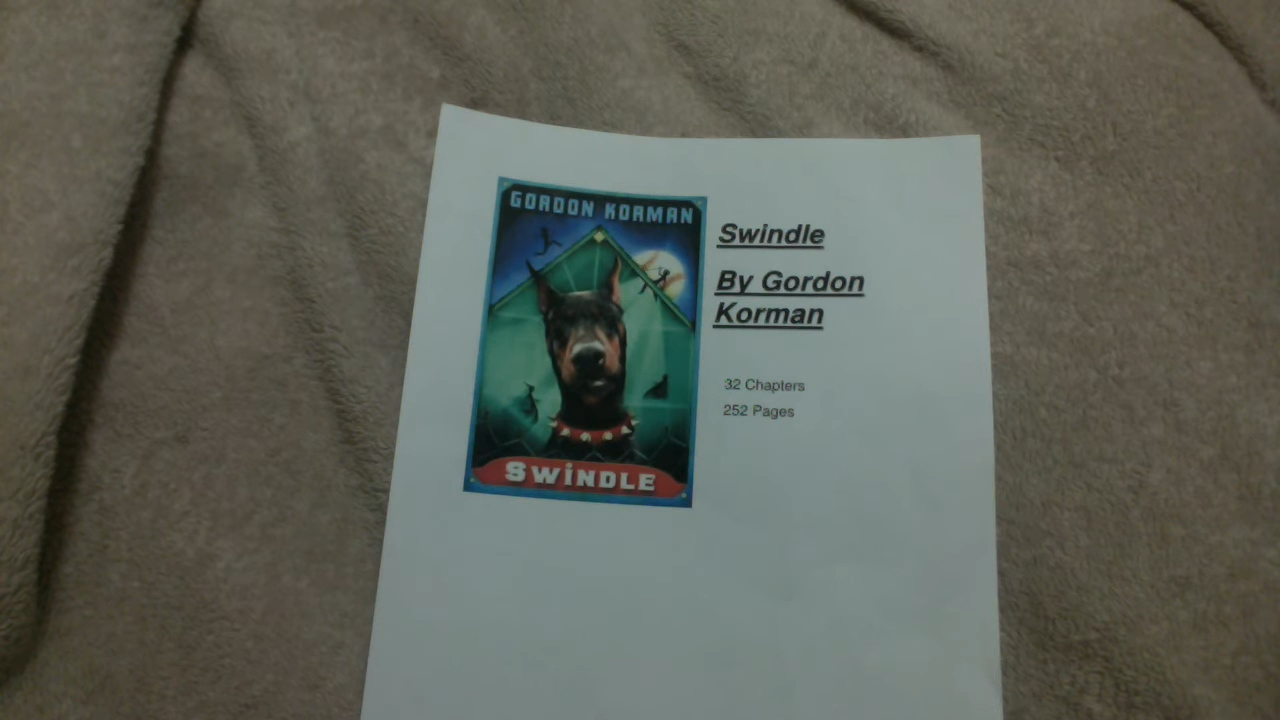 GORDON KORMAN
SWiNDLE
Swindle
By Gordon
Korman
32 Chapters
252 Pages